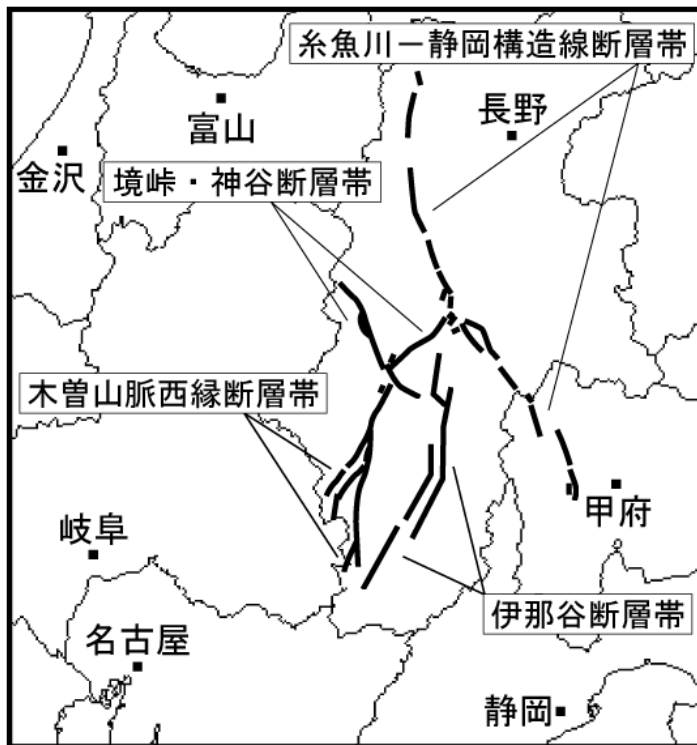 糸魚川－静岡構造線断層帯
富山
長野
金沢
境峠・神谷断層帯
木曽山脈西縁断層帯
甲府
岐阜
伊那谷断層帯
名古屋
静岡